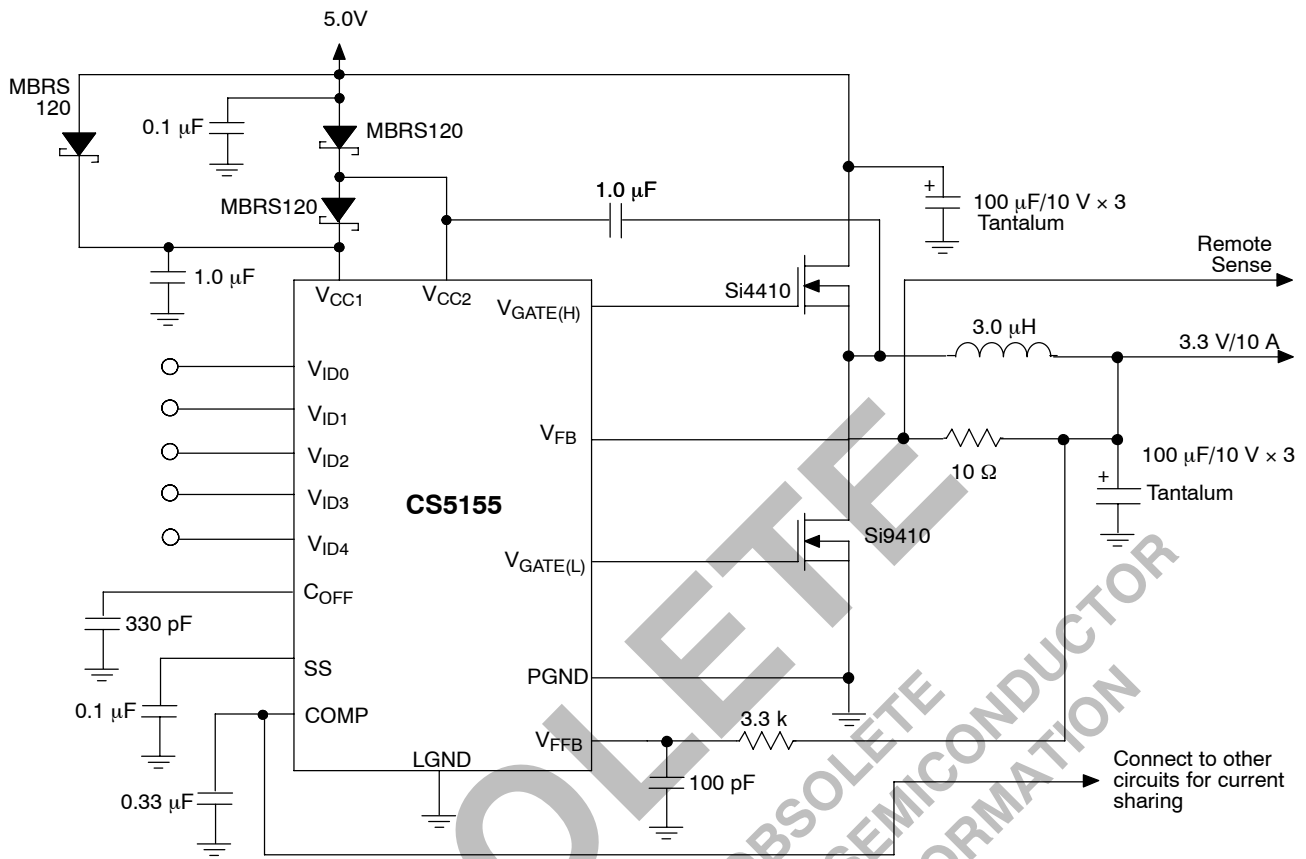 5.0V
MBRS
120
0.1 μF
MBRS120
MBRS120
1.0 μF
1.0 μF
100 μF/10 V × 3
Tantalum
Remote
Sense
VCC1
VCC2
VGATE(H)
Si4410
3.0 μH
3.3 V/10 A
VID0
VID1
VID2
VID3
VID4
VFB
10 Ω
100 μF/10 V × 3
Tantalum
CS5155
Si9410
VGATE(L)
COFF
330 pF
SS
PGND
0.1 μF
COMP
3.3 k
VFFB
LGND
100 pF
0.33 μF
Connect to other
circuits for current
sharing
OLETE
OBSOLETE
SEMICONDUCTOR
ORMATION